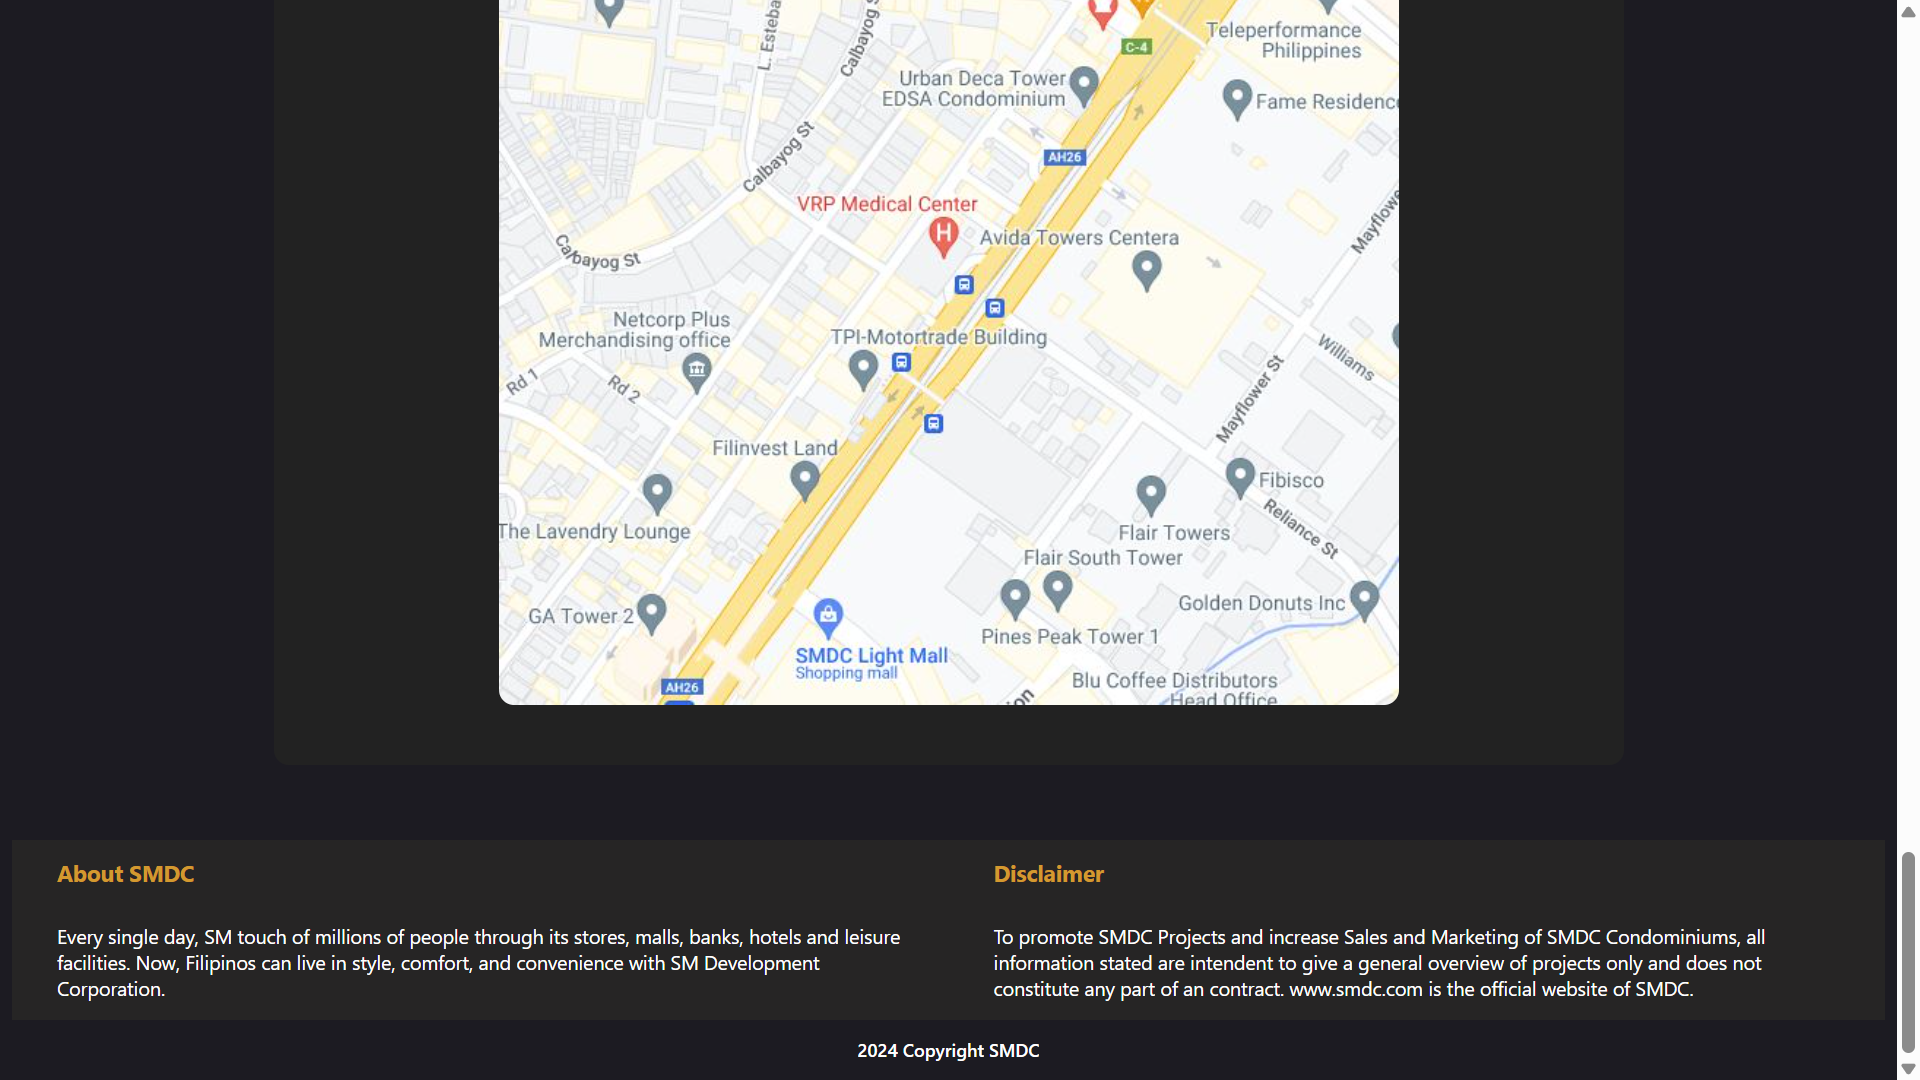 L. Esteba
Calbayog S
Teleperformance
Philippines
C-4
Urban Deca Tower
EDSA Condominium
Fame Residenc
Calbayog St
AH26
VRP Medical Center
Mayflowe
Avida Towers Centera
Calbayog St
Netcorp Plus
Merchandising office
TPI-Motortrade Building
Williams
Rd 1
Rd 2
Mayflower St
Filinvest Land
Fibisco
The Lavendry Lounge
Flair Towers
Reliance St
Flair South Tower
GA Tower 2
Golden Donuts Inc
Pines Peak Tower 1
SMDC Light Mall
Shopping mall
AH26
Blu Coffee Distributors
Head Office
ion
About SMDC
Every single day, SM touch of millions of people through its stores, malls, banks, hotels and leisure
facilities. Now, Filipinos can live in style, comfort, and convenience with SM Development
Corporation.
Disclaimer
To promote SMDC Projects and increase Sales and Marketing of SMDC Condominiums, all
information stated are intendent to give a general overview of projects only and does not
constitute any part of an contract. www.smdc.com is the official website of SMDC.
2024 Copyright SMDC